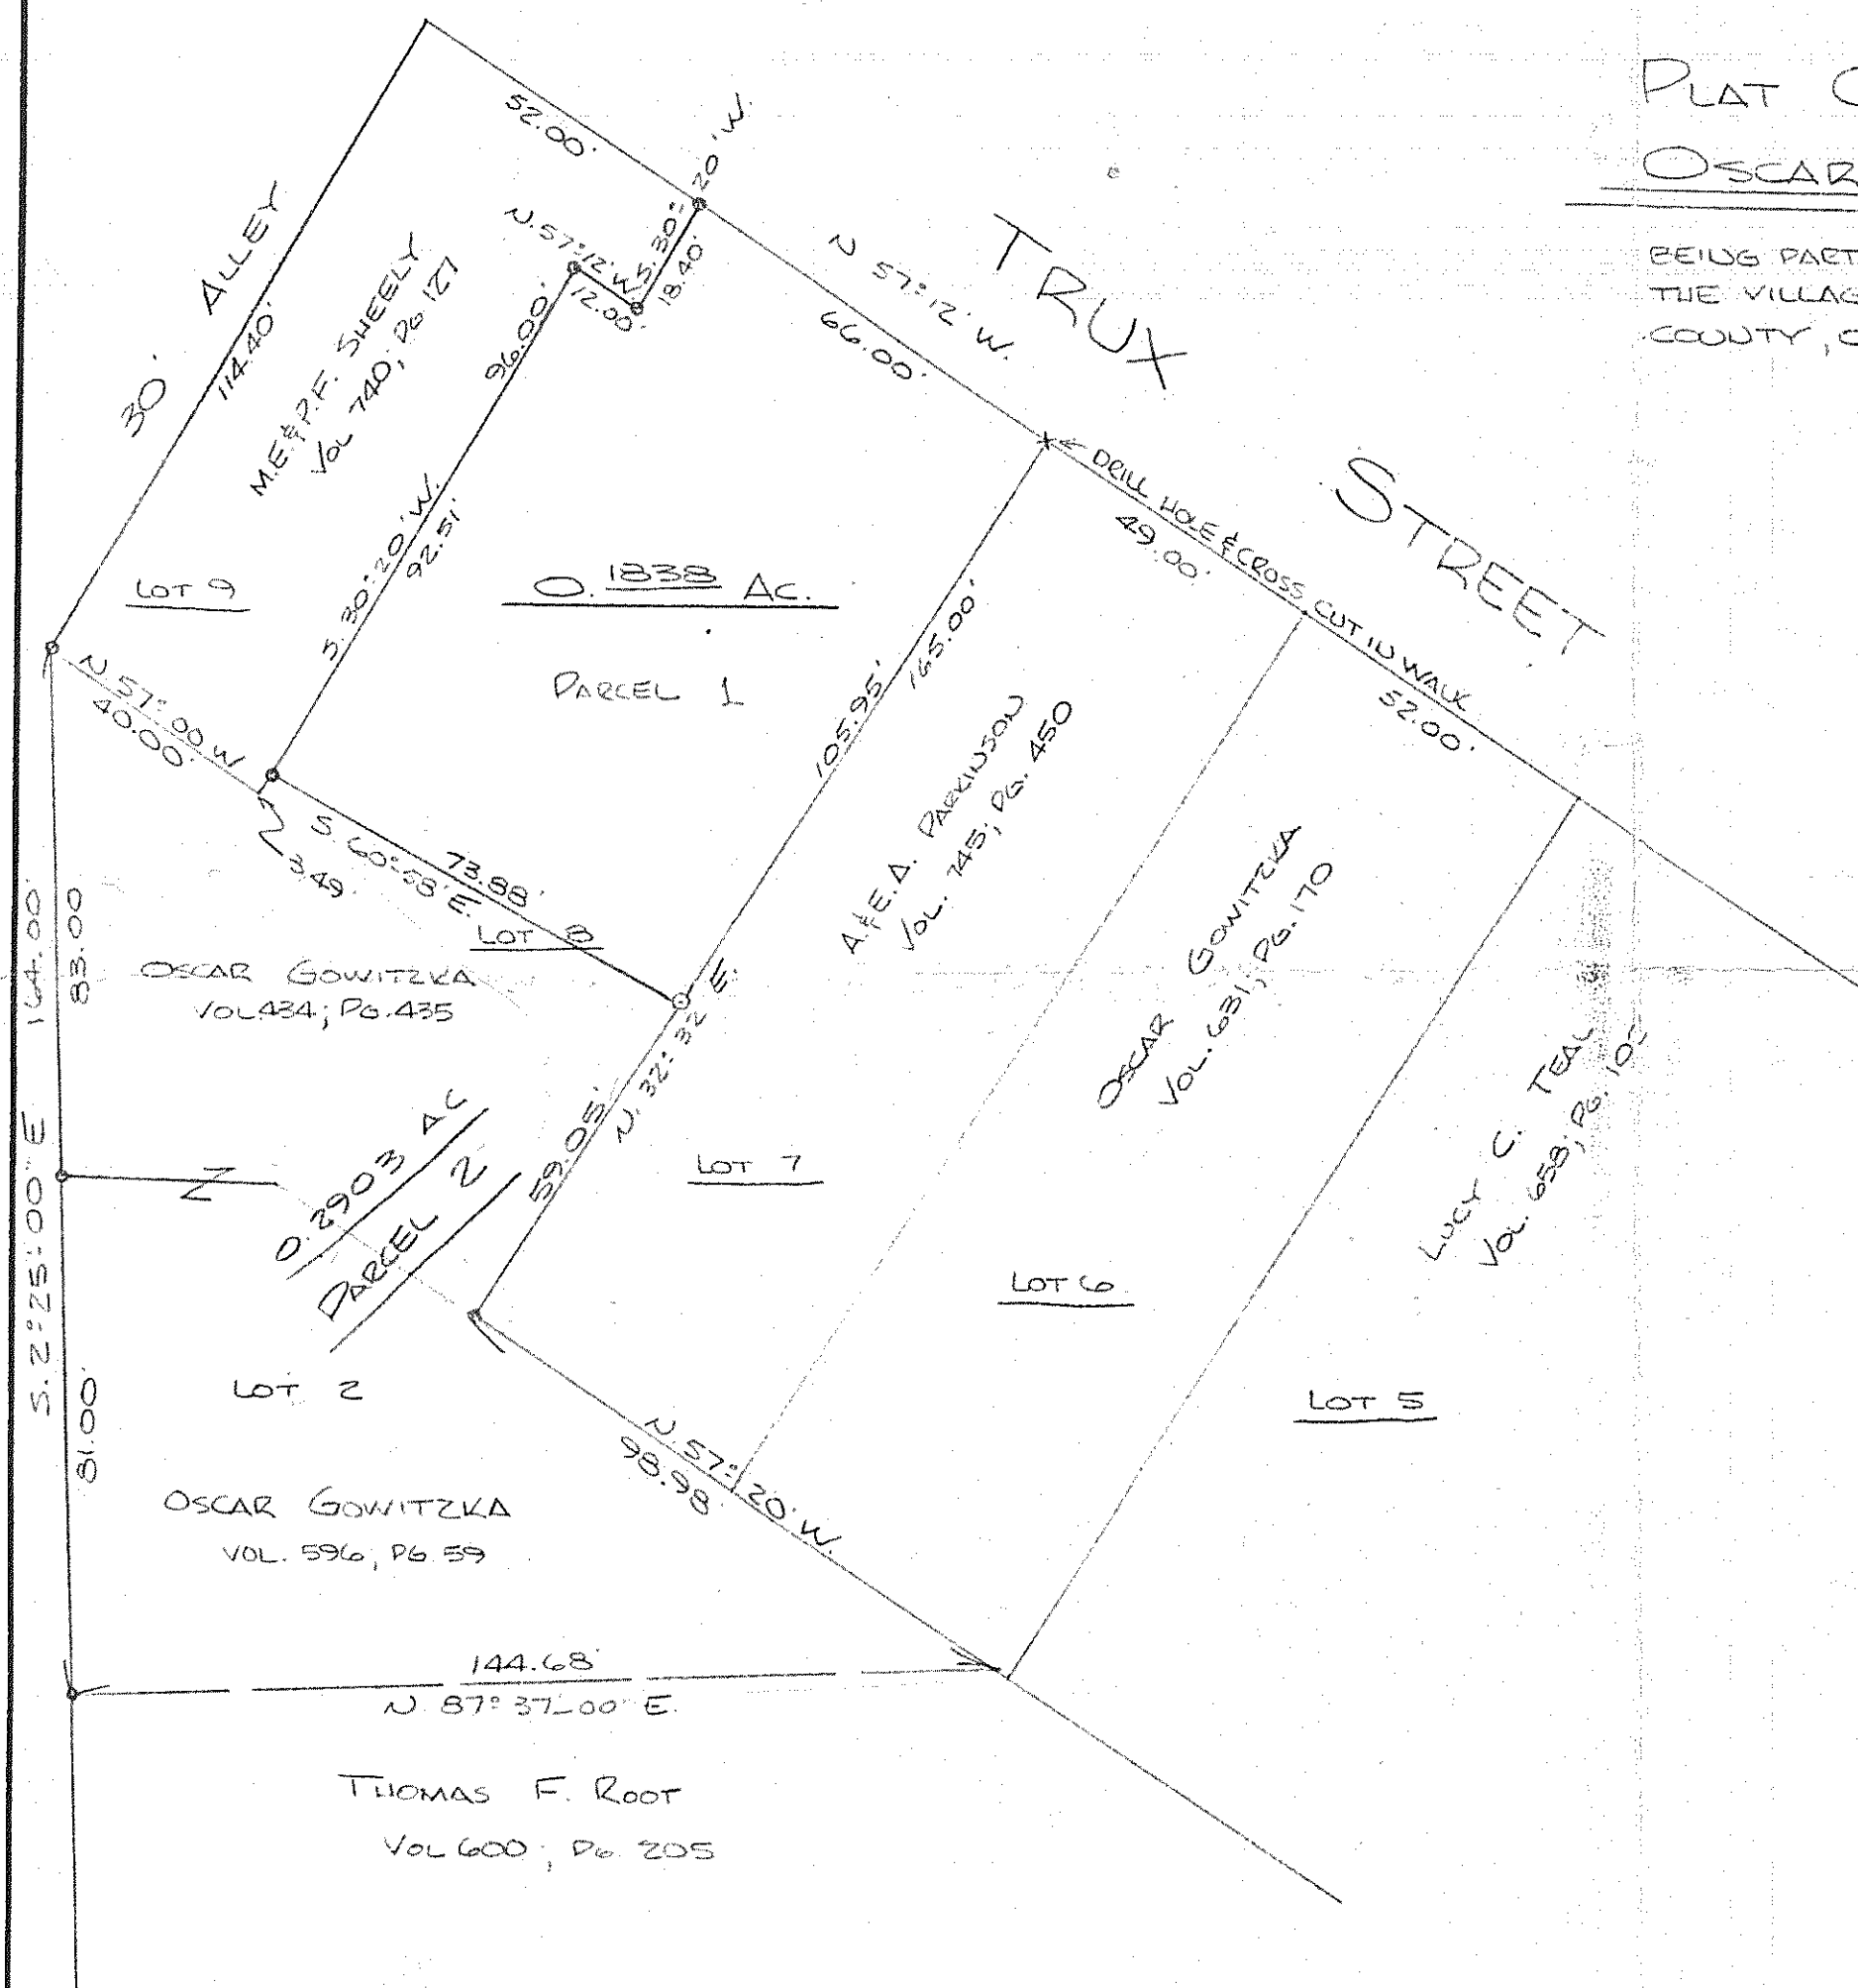 PLAT
OSCAR
BEING PART
THE VILLAG
COUNTY,
TRUX STREET
30' ALLEY
52.00'
N 57°12' W.
66.00'
S. 30°20' W.
18.40'
N. 57°12' W.
12.00'
96.00'
114.40'
M.E. & P.F. SHEELY
VOL 740; PG. 127
LOT 9
S. 30°20' W.
92.51'
0.1838 AC.
PARCEL 1
DRILL HOLE & CROSS CUT IN WALK
49.00'
52.00'
105.95'
165.00'
N. 57°00 W
40.00'
3.49
S. 60°58' E.
73.88'
LOT 8
OSCAR GOWITZKA
VOL 434; PG. 435
A. & E.A. PARKINSON
VOL. 745; PG. 450
OSCAR GOWITZKA
VOL. 631; PG. 170
LUCY C. TEAL
VOL. 658; PG.
S. 2°25'00" E 164.00'
83.00
81.00'
0.2903 AC
PARCEL 2
59.05'
N. 32°32' E.
LOT 7
LOT 6
LOT 5
LOT 2
OSCAR GOWITZKA
VOL. 596; PG 59
N. 57°20' W.
98.98'
144.68'
N. 87°37'00" E.
THOMAS F. ROOT
VOL 600; PG. 205